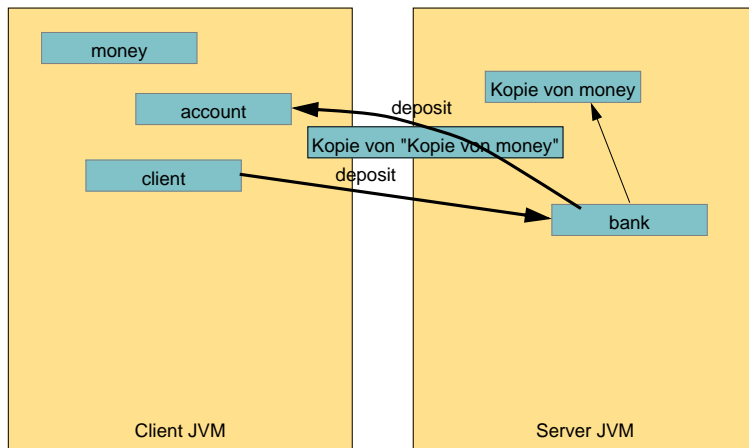 money
Kopie von money
account
deposit
Kopie von "Kopie von money"
client
deposit
bank
Client JVM
Server JVM